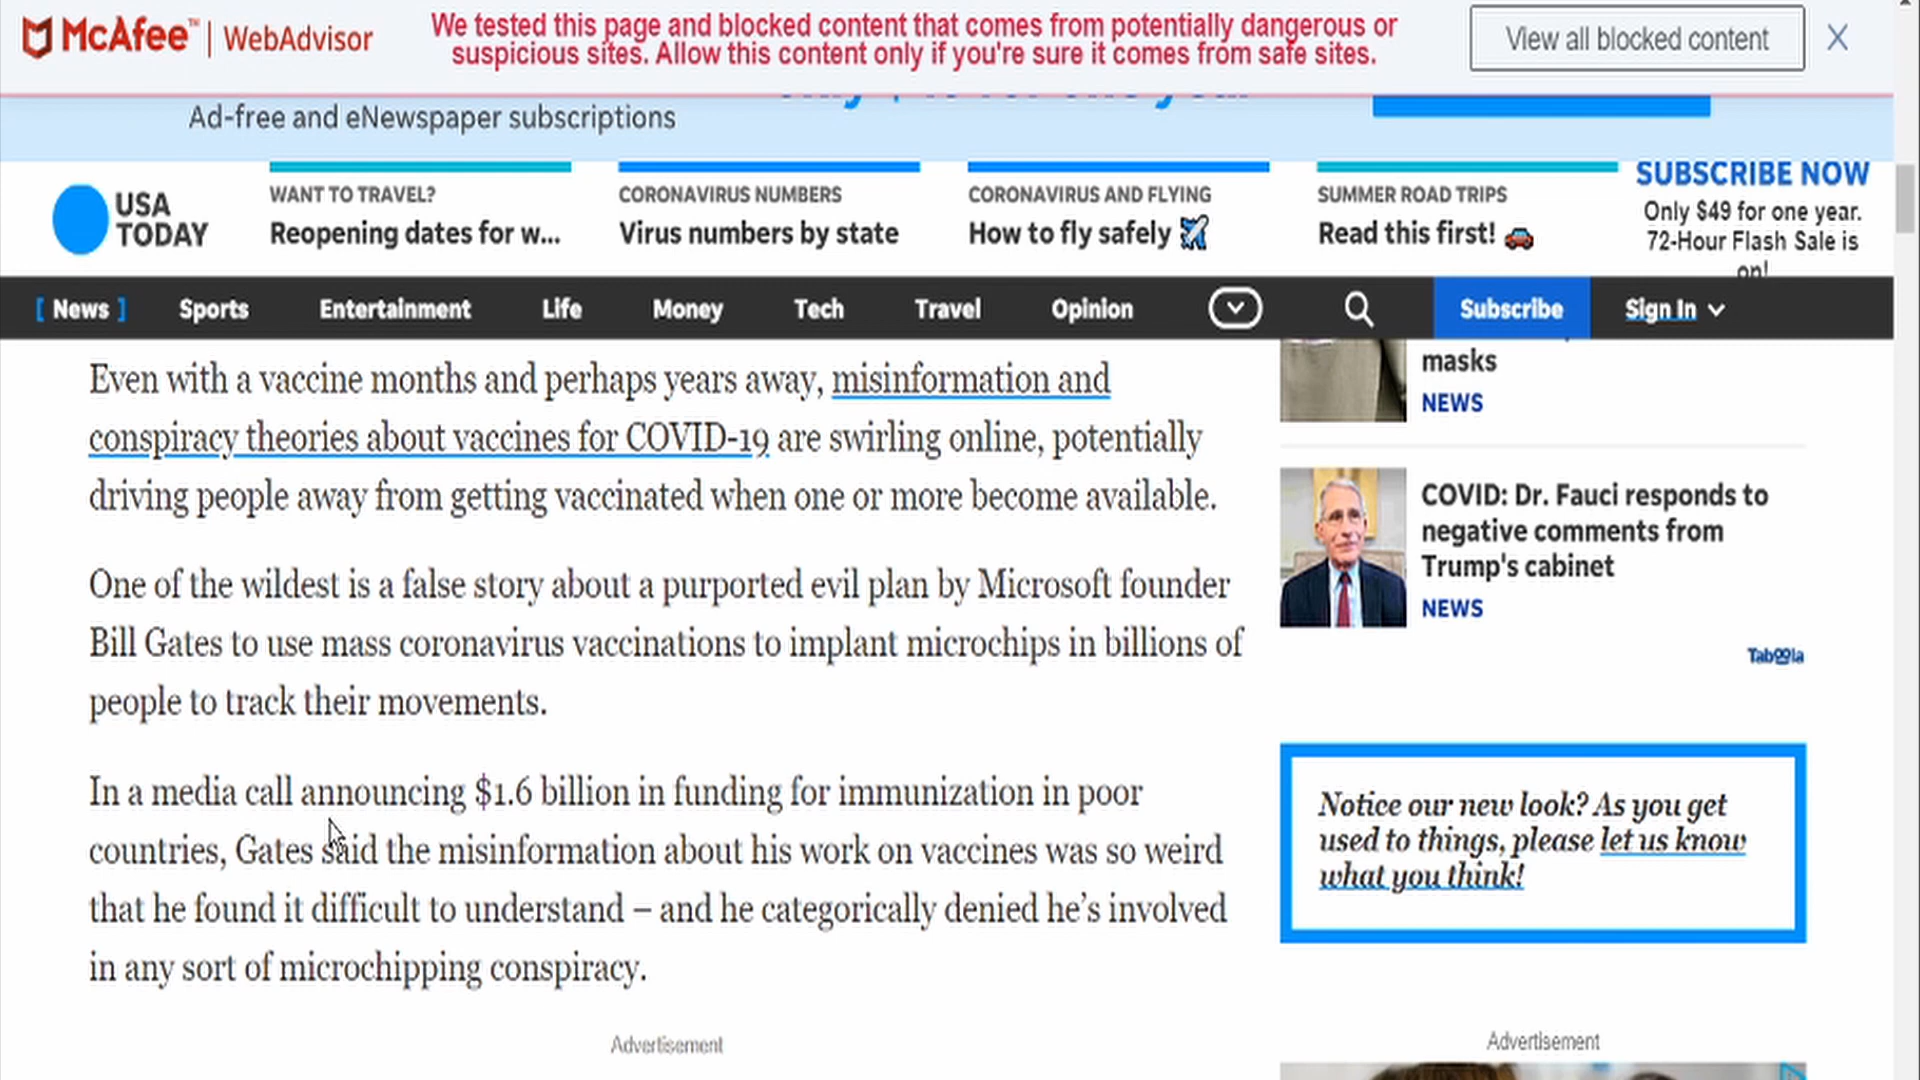 McAfee™ | WebAdvisor
We tested this page and blocked content that comes from potentially dangerous or
suspicious sites. Allow this content only if you're sure it comes from safe sites.
View all blocked content
X
Ad-free and eNewspaper subscriptions
USA
TODAY
WANT TO TRAVEL?
Reopening dates for w...
CORONAVIRUS NUMBERS
Virus numbers by state
CORONAVIRUS AND FLYING
How to fly safely
SUMMER ROAD TRIPS
Read this first!
SUBSCRIBE NOW
Only $49 for one year.
72-Hour Flash Sale is
on!
[ News ] Sports Entertainment Life Money Tech Travel Opinion Subscribe Sign In
Even with a vaccine months and perhaps years away, misinformation and
conspiracy theories about vaccines for COVID-19 are swirling online, potentially
driving people away from getting vaccinated when one or more become available.
One of the wildest is a false story about a purported evil plan by Microsoft founder
Bill Gates to use mass coronavirus vaccinations to implant microchips in billions of
people to track their movements.
In a media call announcing $1.6 billion in funding for immunization in poor
countries, Gates said the misinformation about his work on vaccines was so weird
that he found it difficult to understand – and he categorically denied he's involved
in any sort of microchipping conspiracy.
Advertisement
masks
NEWS
COVID: Dr. Fauci responds to
negative comments from
Trump's cabinet
NEWS
Taboola
Notice our new look? As you get
used to things, please let us know
what you think!
Advertisement